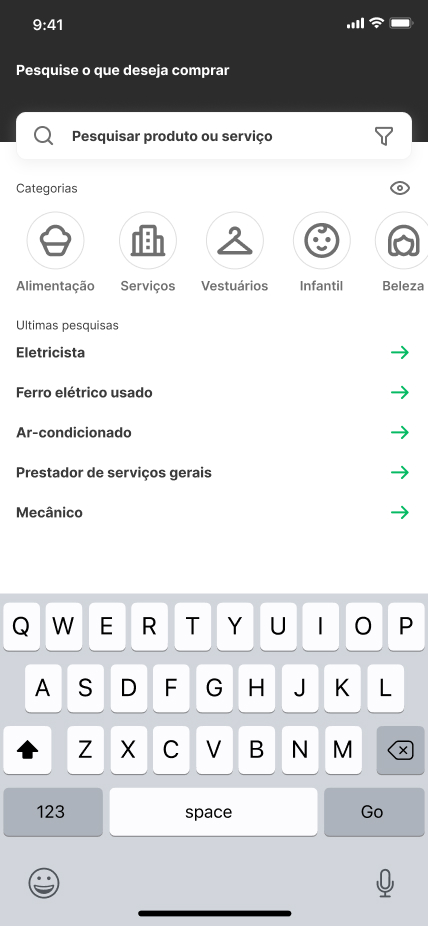 9:41
Pesquise o que deseja comprar
Pesquisar produto ou serviço
Categorias
Alimentação Serviços Vestuários Infantil Beleza
Ultimas pesquisas
Eletricista
Ferro elétrico usado
Ar-condicionado
Prestador de serviços gerais
Mecânico
Q W E R T Y U I O P
A S D F G H J K L
Z X C V B N M
123 space Go